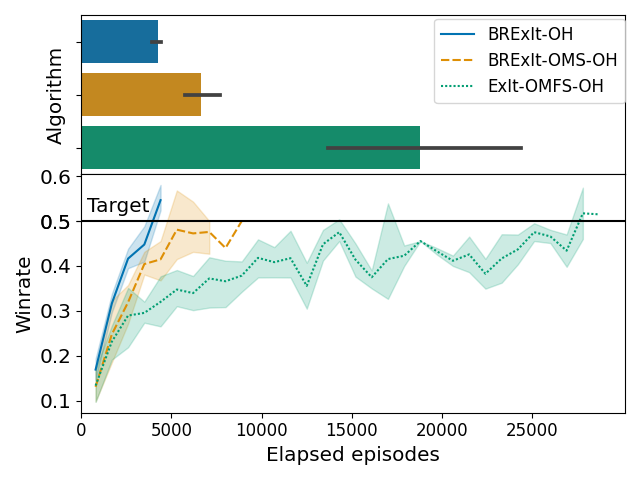 Algorithm
BRExIt-OH
BRExIt-OMS-OH
ExIt-OMFS-OH
Winrate
0.6
0.5
0.4
0.3
0.2
0.1
Target
0
5000
10000
15000
20000
25000
Elapsed episodes